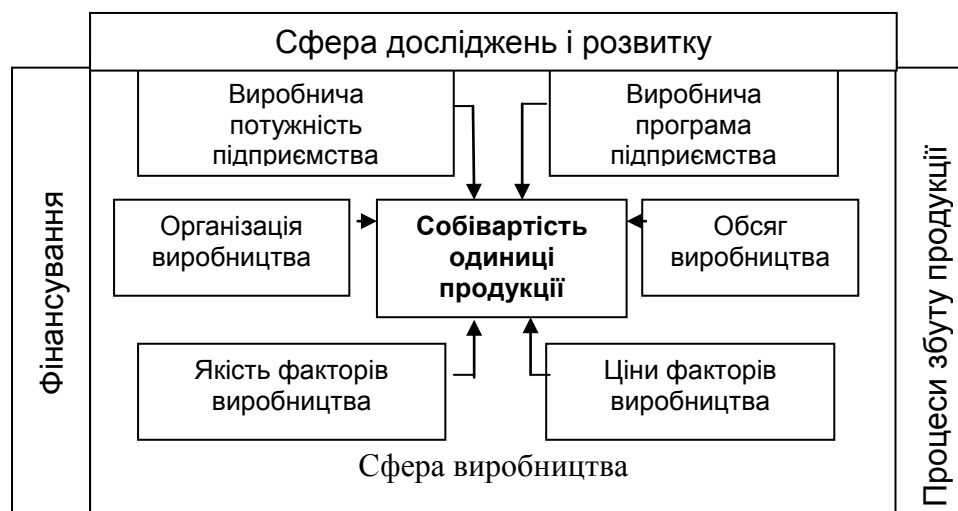 Сфера досліджень і розвитку
Фінансування
Виробнича
потужність
підприємства
Виробнича
програма
підприємства
Організація
виробництва
Собівартість
одиниці
продукції
Обсяг
виробництва
Якість факторів
виробництва
Ціни факторів
виробництва
Сфера виробництва
Процеси збуту продукції